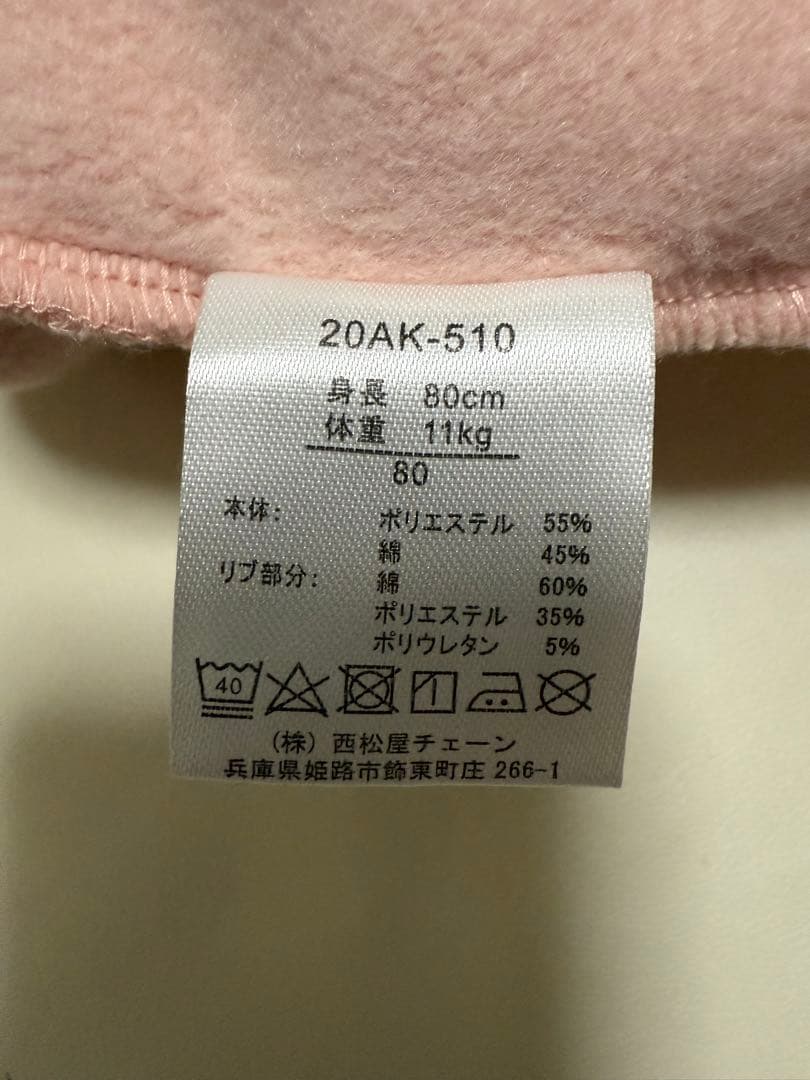 20AK-510
身長 80cm
体重 11kg
80
本体: ポリエステル 55%
綿 45%
リブ部分: 綿 60%
ポリエステル 35%
ポリウレタン 5%
40
(株) 西松屋チェーン
兵庫県姫路市飾東町庄 266-1